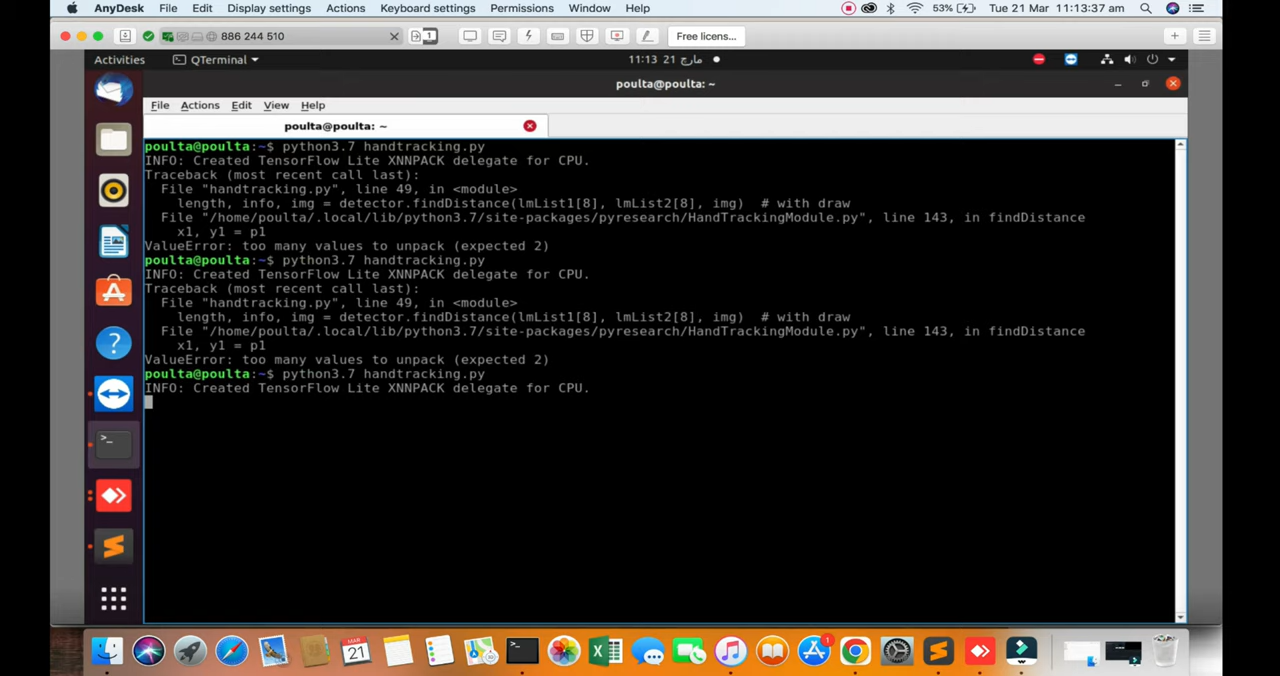 AnyDesk File Edit Display settings Actions Keyboard settings Permissions Window Help 53% Tue 21 Mar 11:13:37 am
886 244 510 1 Free licens...
Activities QTerminal 11:13 21 مارچ
poulta@poulta: ~
File Actions Edit View Help
poulta@poulta: ~
poulta@poulta:~$ python3.7 handtracking.py
INFO: Created TensorFlow Lite XNNPACK delegate for CPU.
Traceback (most recent call last):
File "handtracking.py", line 49, in <module>
length, info, img = detector.findDistance(lmList1[8], lmList2[8], img) # with draw
File "/home/poulta/.local/lib/python3.7/site-packages/pyresearch/HandTrackingModule.py", line 143, in findDistance
x1, y1 = p1
ValueError: too many values to unpack (expected 2)
poulta@poulta:~$ python3.7 handtracking.py
INFO: Created TensorFlow Lite XNNPACK delegate for CPU.
Traceback (most recent call last):
File "handtracking.py", line 49, in <module>
length, info, img = detector.findDistance(lmList1[8], lmList2[8], img) # with draw
File "/home/poulta/.local/lib/python3.7/site-packages/pyresearch/HandTrackingModule.py", line 143, in findDistance
x1, y1 = p1
ValueError: too many values to unpack (expected 2)
poulta@poulta:~$ python3.7 handtracking.py
INFO: Created TensorFlow Lite XNNPACK delegate for CPU.
MAR
21
1